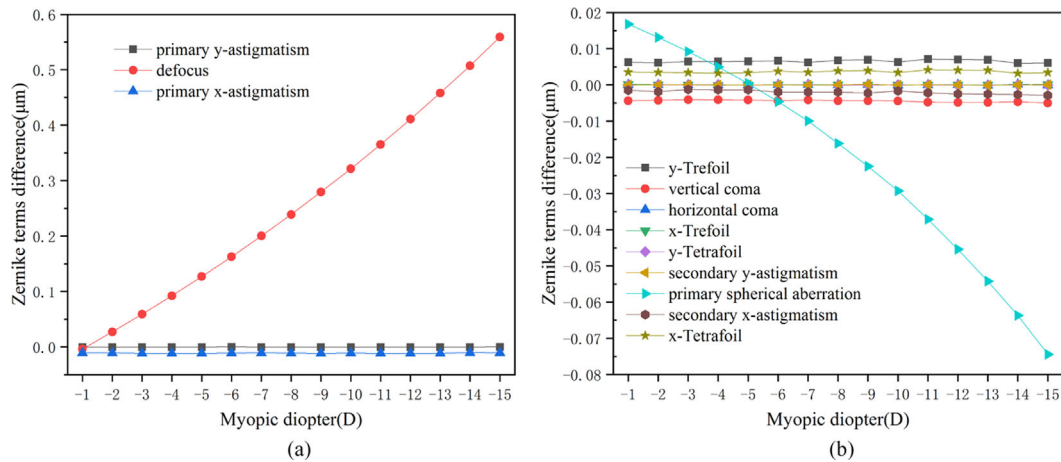 0.6
0.5
0.4
0.3
0.2
0.1
0.0
Zernike terms difference(μm)
primary y-astigmatism
defocus
primary x-astigmatism
-1 -2 -3 -4 -5 -6 -7 -8 -9 -10 -11 -12 -13 -14 -15
Myopic diopter(D)
(a)
0.02
0.01
0.00
-0.01
-0.02
-0.03
-0.04
-0.05
-0.06
-0.07
-0.08
Zernike terms difference(μm)
y-Trefoil
vertical coma
horizontal coma
x-Trefoil
y-Tetrafoil
secondary y-astigmatism
primary spherical aberration
secondary x-astigmatism
x-Tetrafoil
-1 -2 -3 -4 -5 -6 -7 -8 -9 -10 -11 -12 -13 -14 -15
Myopic diopter(D)
(b)